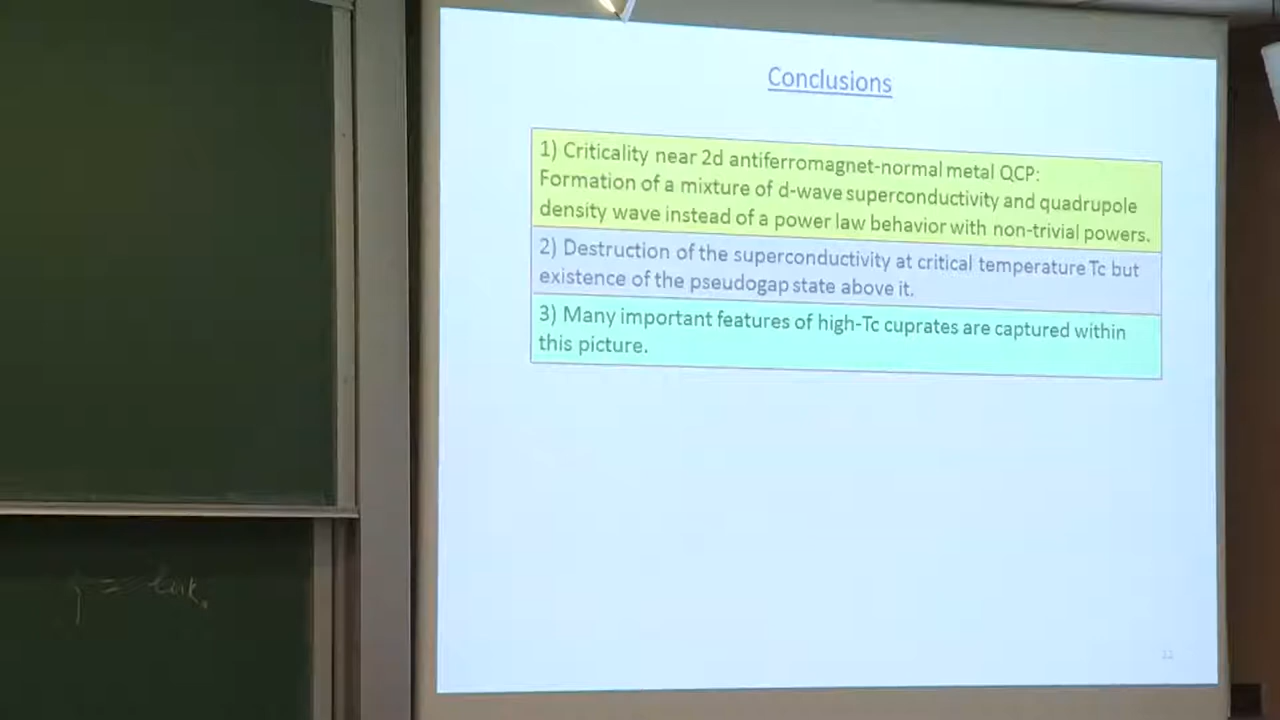 Conclusions
1) Criticality near 2d antiferromagnet-normal metal QCP:
Formation of a mixture of d-wave superconductivity and quadrupole
density wave instead of a power law behavior with non-trivial powers.
2) Destruction of the superconductivity at critical temperature Tc but
existence of the pseudogap state above it.
3) Many important features of high-Tc cuprates are captured within
this picture.